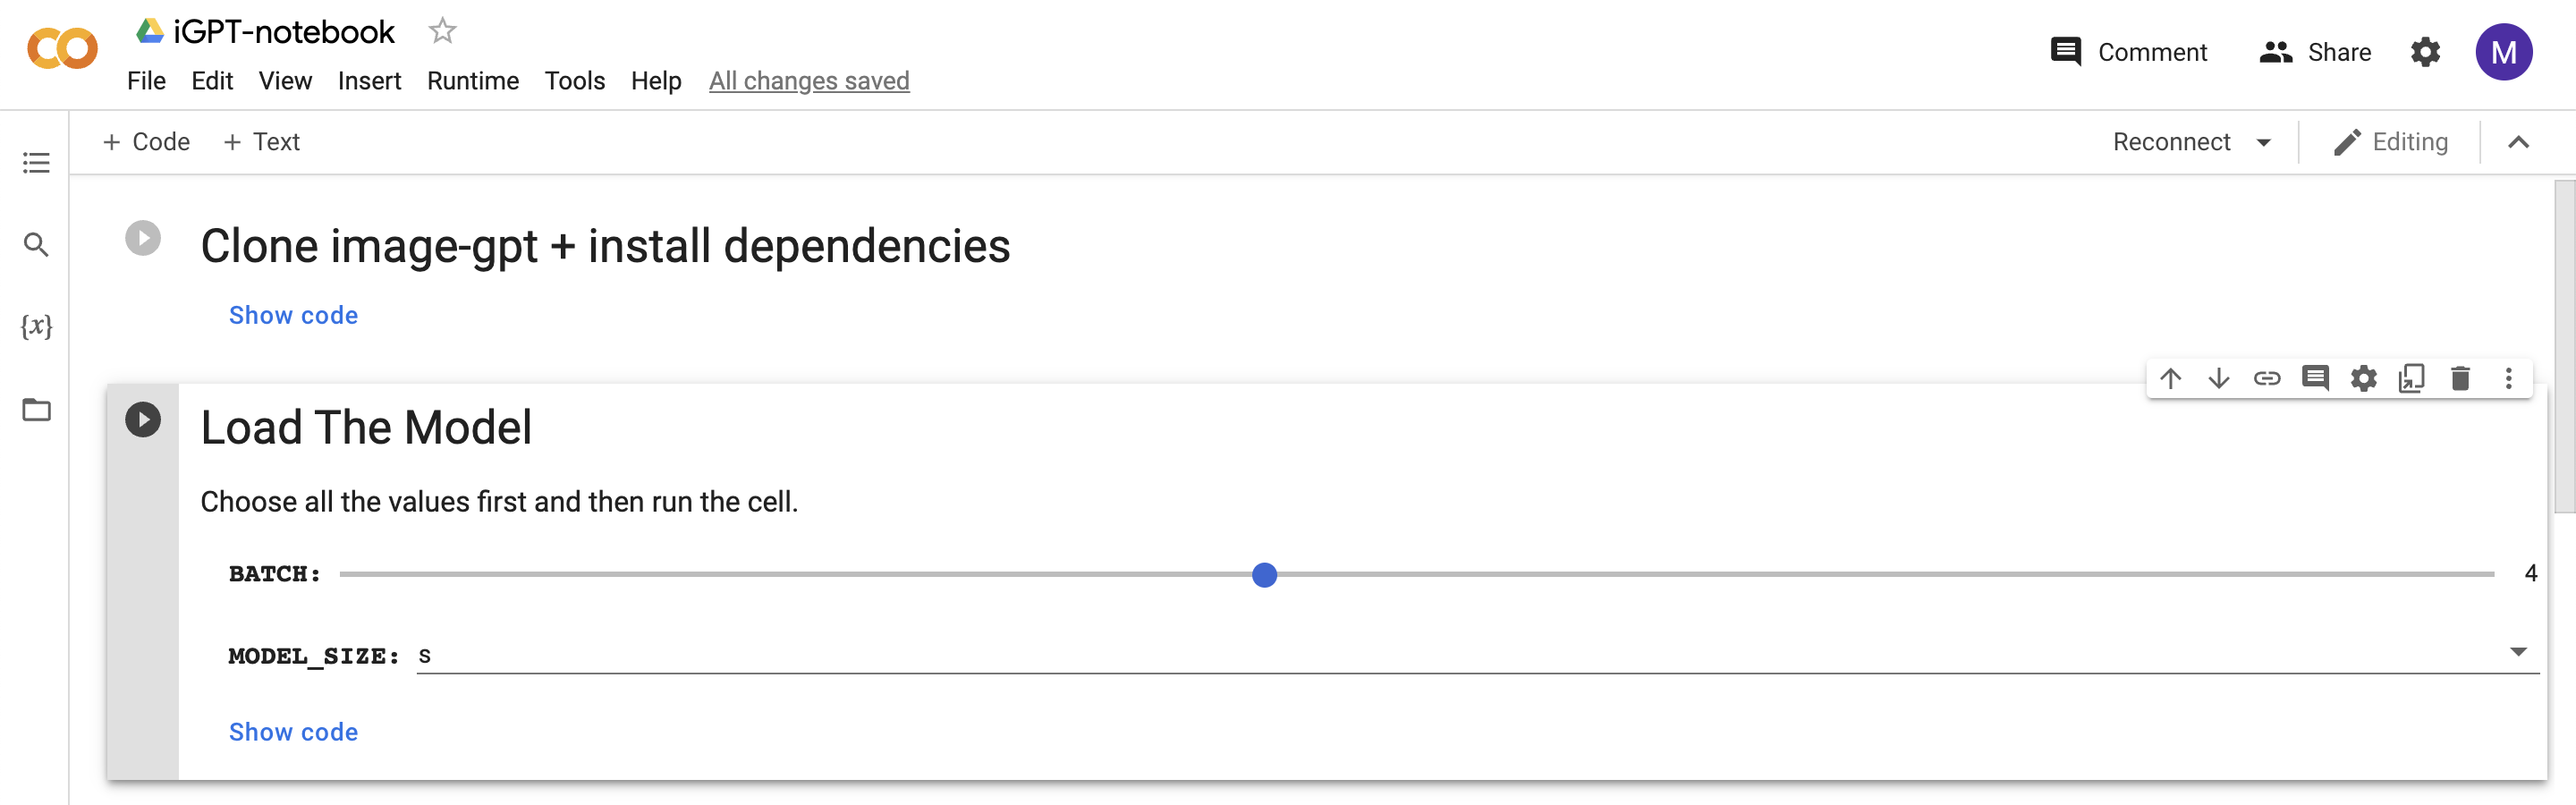 iGPT-notebook
File Edit View Insert Runtime Tools Help All changes saved
Comment Share M
+ Code + Text
Reconnect Editing
{x}
Clone image-gpt + install dependencies
Show code
Load The Model
Choose all the values first and then run the cell.
BATCH: 4
MODEL_SIZE: s
Show code